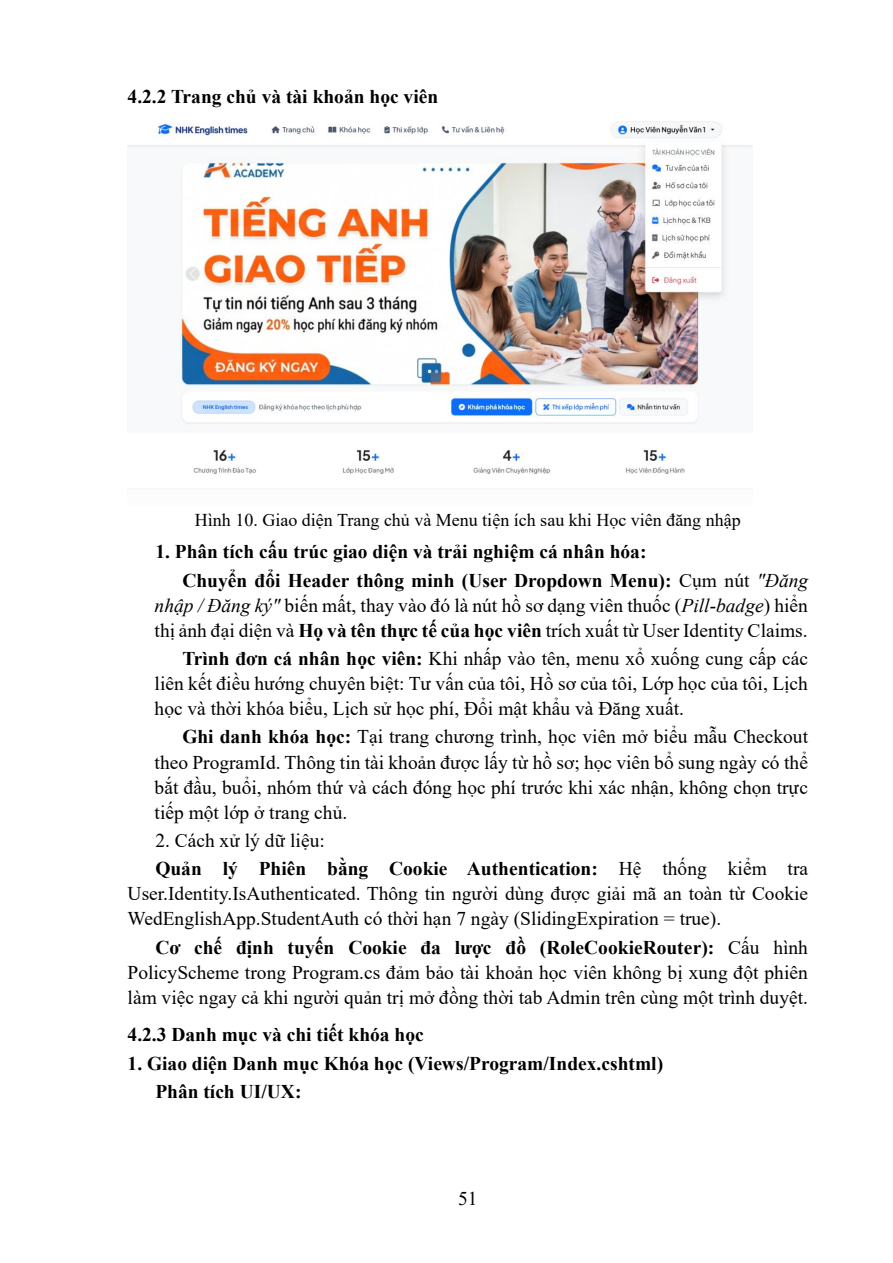 4.2.2 Trang chủ và tài khoản học viên
NHK English times Trang chủ Khóa học Thi xếp lớp Tư vấn & Liên hệ Học Viên Nguyễn Văn 1
TÀI KHOẢN HỌC VIÊN
Tư vấn của tôi
Hồ sơ của tôi
Lớp học của tôi
Lịch học & TKB
Lịch sử học phí
Đổi mật khẩu
Đăng xuất
ACADEMY
TIẾNG ANH
GIAO TIẾP
Tự tin nói tiếng Anh sau 3 tháng
Giảm ngay 20% học phí khi đăng ký nhóm
ĐĂNG KÝ NGAY
NHK English times Đăng ký khóa học theo lịch phù hợp Khám phá khóa học Thi xếp lớp miễn phí Nhắn tin tư vấn
16+ 15+ 4+ 15+
Chương Trình Đào Tạo Lớp Học Đang Mở Giảng Viên Chuyên Nghiệp Học Viên Đồng Hành
Hình 10. Giao diện Trang chủ và Menu tiện ích sau khi Học viên đăng nhập
1. Phân tích cấu trúc giao diện và trải nghiệm cá nhân hóa:
Chuyển đổi Header thông minh (User Dropdown Menu): Cụm nút "Đăng
nhập / Đăng ký" biến mất, thay vào đó là nút hồ sơ dạng viên thuốc (Pill-badge) hiển
thị ảnh đại diện và Họ và tên thực tế của học viên trích xuất từ User Identity Claims.
Trình đơn cá nhân học viên: Khi nhấp vào tên, menu xổ xuống cung cấp các
liên kết điều hướng chuyên biệt: Tư vấn của tôi, Hồ sơ của tôi, Lớp học của tôi, Lịch
học và thời khóa biểu, Lịch sử học phí, Đổi mật khẩu và Đăng xuất.
Ghi danh khóa học: Tại trang chương trình, học viên mở biểu mẫu Checkout
theo ProgramId. Thông tin tài khoản được lấy từ hồ sơ; học viên bổ sung ngày có thể
bắt đầu, buổi, nhóm thứ và cách đóng học phí trước khi xác nhận, không chọn trực
tiếp một lớp ở trang chủ.
2. Cách xử lý dữ liệu:
Quản lý Phiên bằng Cookie Authentication: Hệ thống kiểm tra
User.Identity.IsAuthenticated. Thông tin người dùng được giải mã an toàn từ Cookie
WedEnglishApp.StudentAuth có thời hạn 7 ngày (SlidingExpiration = true).
Cơ chế định tuyến Cookie đa lược đồ (RoleCookieRouter): Cấu hình
PolicyScheme trong Program.cs đảm bảo tài khoản học viên không bị xung đột phiên
làm việc ngay cả khi người quản trị mở đồng thời tab Admin trên cùng một trình duyệt.
4.2.3 Danh mục và chi tiết khóa học
1. Giao diện Danh mục Khóa học (Views/Program/Index.cshtml)
Phân tích UI/UX:
51